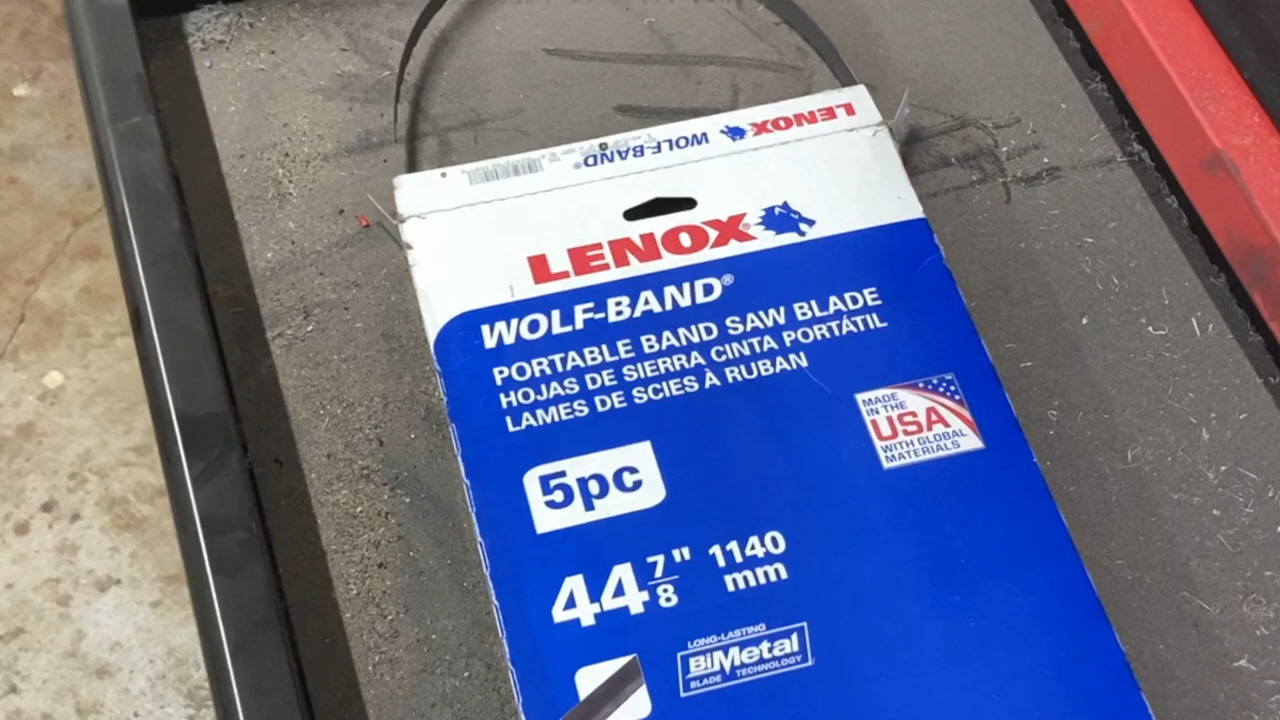 LENOX
WOLF-BAND®
LENOX®
WOLF-BAND®
PORTABLE BAND SAW BLADE
HOJAS DE SIERRA CINTA PORTÁTIL
LAMES DE SCIES À RUBAN
MADE
IN THE
USA
WITH GLOBAL
MATERIALS
5pc
44 7/8" 1140
mm
LONG-LASTING
BiMetal
BLADE TECHNOLOGY